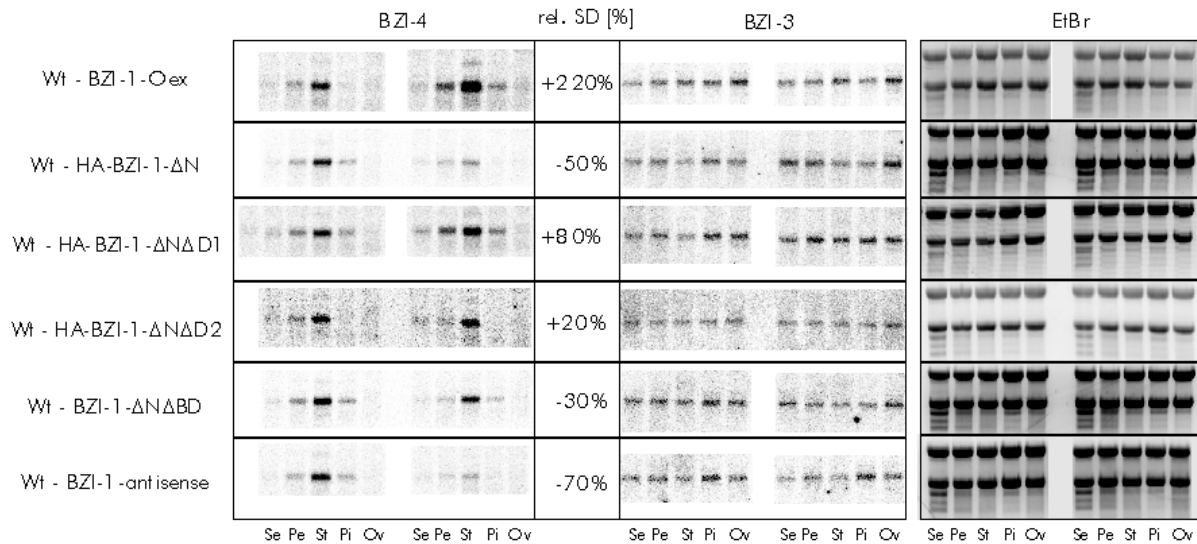 BZI-4 rel. SD [%] BZI-3 EtBr
Wt - BZI-1-Oex +220%
Wt - HA-BZI-1-ΔN -50%
Wt - HA-BZI-1-ΔNΔD1 +80%
Wt - HA-BZI-1-ΔNΔD2 +20%
Wt - BZI-1-ΔNΔBD -30%
Wt - BZI-1-antisense -70%
Se Pe St Pi Ov Se Pe St Pi Ov Se Pe St Pi Ov Se Pe St Pi Ov Se Pe St Pi Ov Se Pe St Pi Ov